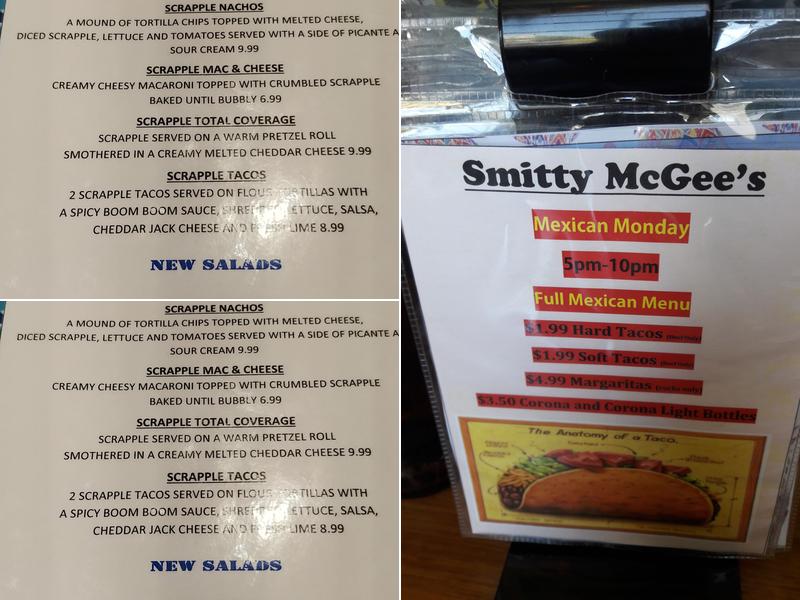 SCRAPPLE NACHOS
A MOUND OF TORTILLA CHIPS TOPPED WITH MELTED CHEESE,
DICED SCRAPPLE, LETTUCE AND TOMATOES SERVED WITH A SIDE OF PICANTE A
SOUR CREAM 9.99
SCRAPPLE MAC & CHEESE
CREAMY CHEESY MACARONI TOPPED WITH CRUMBLED SCRAPPLE
BAKED UNTIL BUBBLY 6.99
SCRAPPLE TOTAL COVERAGE
SCRAPPLE SERVED ON A WARM PRETZEL ROLL
SMOTHERED IN A CREAMY MELTED CHEDDAR CHEESE 9.99
SCRAPPLE TACOS
2 SCRAPPLE TACOS SERVED ON FLOUR TORTILLAS WITH
A SPICY BOOM BOOM SAUCE, SHREDDED LETTUCE, SALSA,
CHEDDAR JACK CHEESE AND FRESH LIME 8.99
NEW SALADS
SCRAPPLE NACHOS
A MOUND OF TORTILLA CHIPS TOPPED WITH MELTED CHEESE,
DICED SCRAPPLE, LETTUCE AND TOMATOES SERVED WITH A SIDE OF PICANTE A
SOUR CREAM 9.99
SCRAPPLE MAC & CHEESE
CREAMY CHEESY MACARONI TOPPED WITH CRUMBLED SCRAPPLE
BAKED UNTIL BUBBLY 6.99
SCRAPPLE TOTAL COVERAGE
SCRAPPLE SERVED ON A WARM PRETZEL ROLL
SMOTHERED IN A CREAMY MELTED CHEDDAR CHEESE 9.99
SCRAPPLE TACOS
2 SCRAPPLE TACOS SERVED ON FLOUR TORTILLAS WITH
A SPICY BOOM BOOM SAUCE, SHREDDED LETTUCE, SALSA,
CHEDDAR JACK CHEESE AND FRESH LIME 8.99
NEW SALADS
Smitty McGee's
Mexican Monday
5pm-10pm
Full Mexican Menu
$1.99 Hard Tacos
$1.99 Soft Tacos
$4.99 Margaritas (rocks only)
$3.50 Corona and Corona Light Bottles
The Anatomy of a Taco.